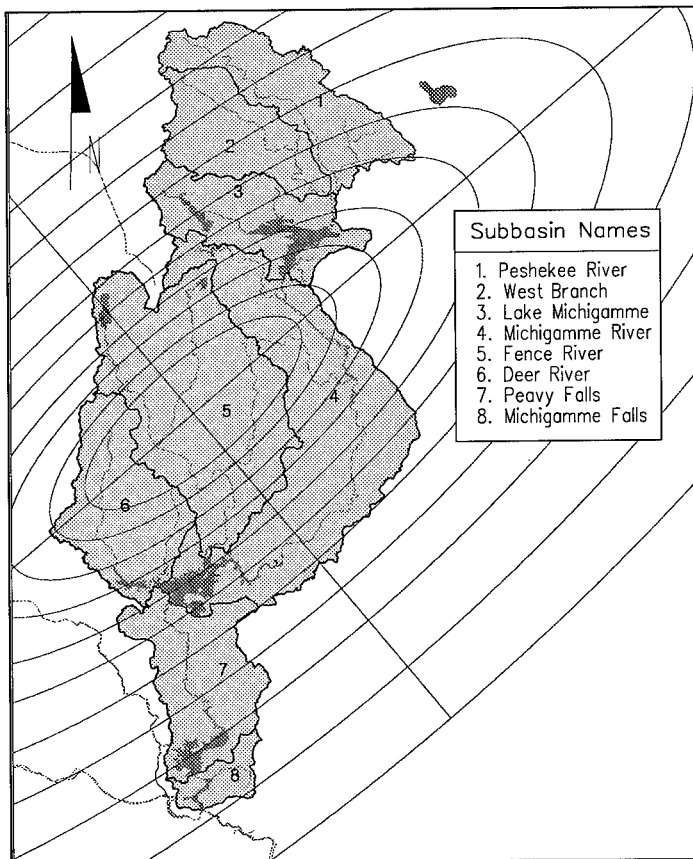 N
1
2
3
Subbasin Names
1. Peshekee River
2. West Branch
3. Lake Michigamme
4. Michigamme River
5. Fence River
6. Deer River
7. Peavy Falls
8. Michigamme Falls
4
5
6
7
8